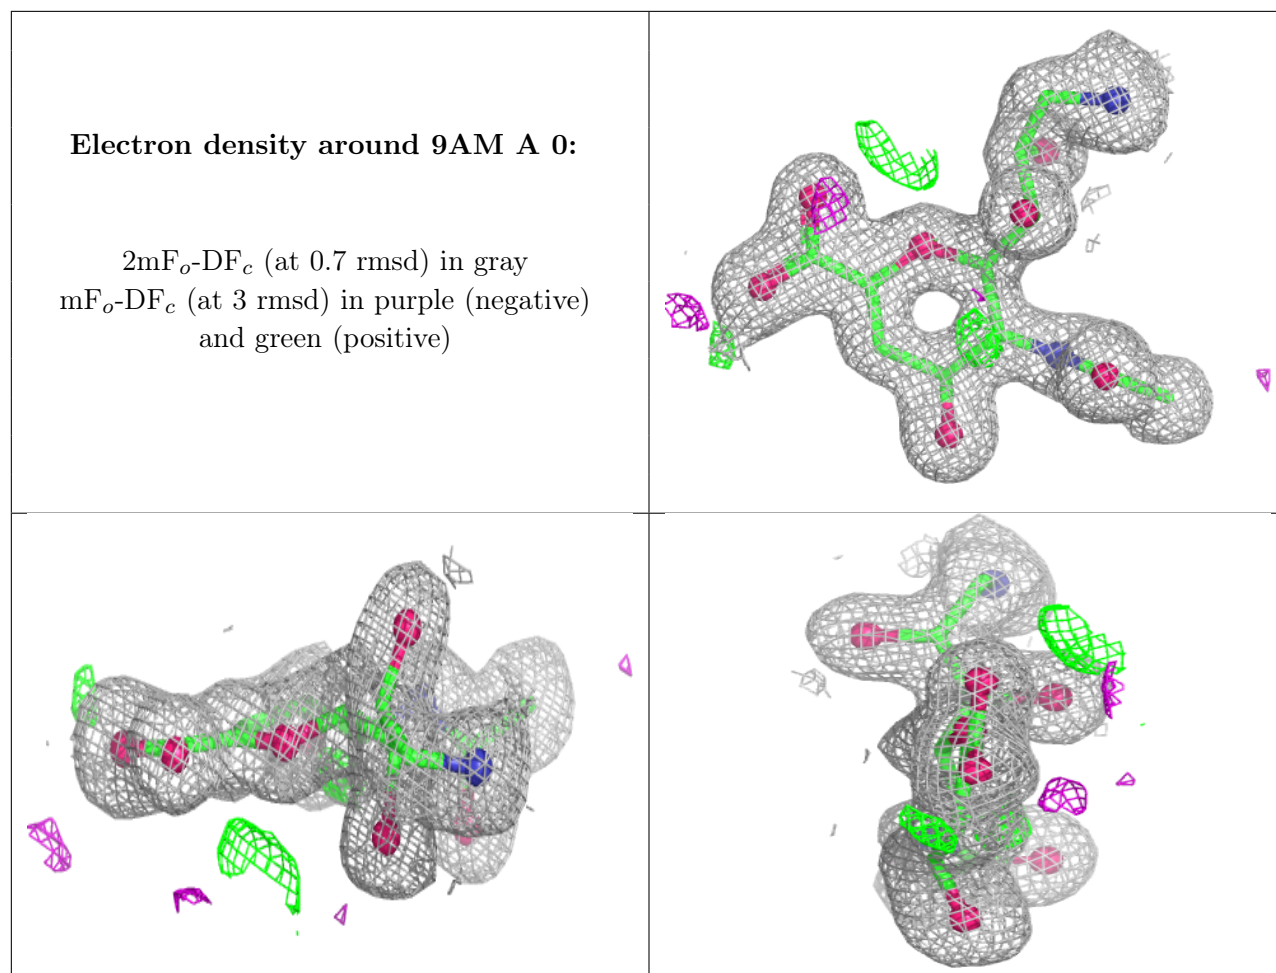 Electron density around 9AM A 0:
2mFₒ-DF𝒸 (at 0.7 rmsd) in gray
mFₒ-DF𝒸 (at 3 rmsd) in purple (negative)
and green (positive)